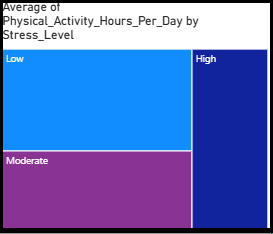 Average of
Physical_Activity_Hours_Per_Day by
Stress_Level
Low
High
Moderate